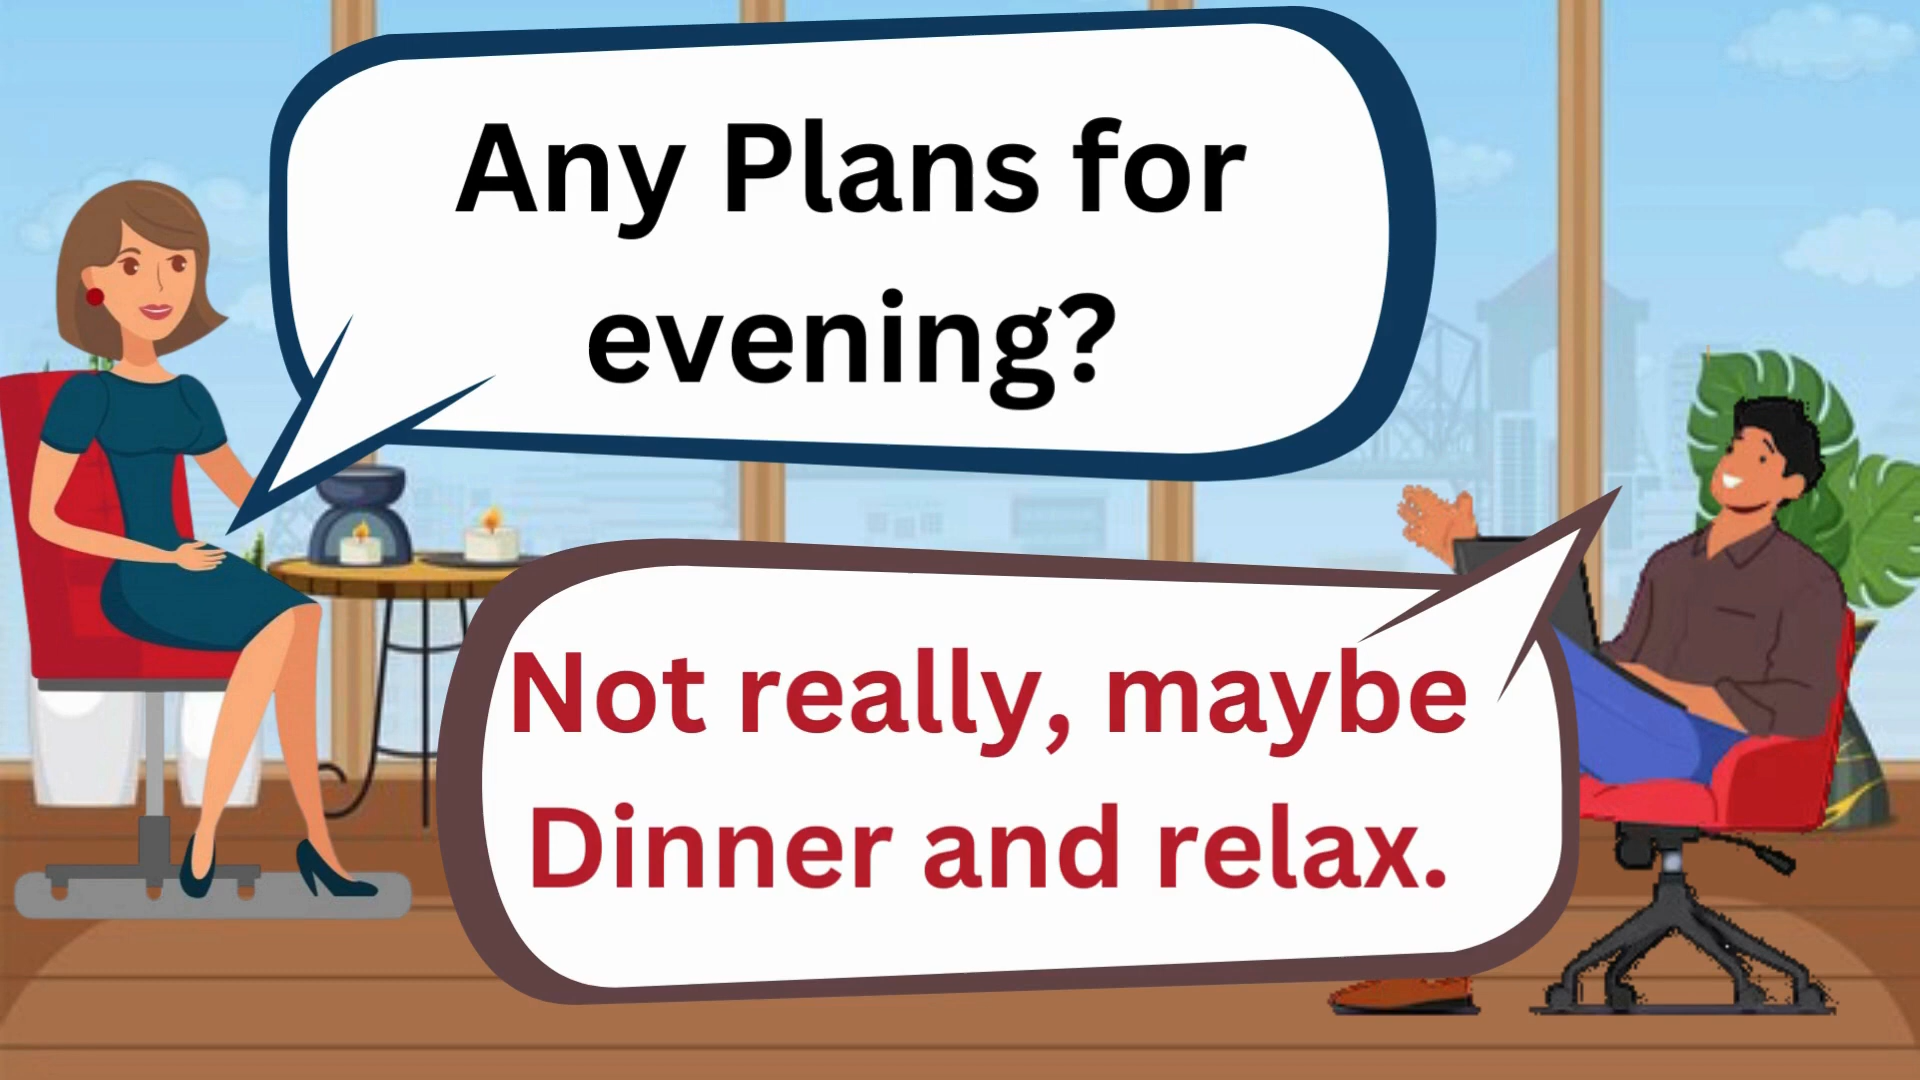 Any Plans for
evening?
Not really, maybe
Dinner and relax.